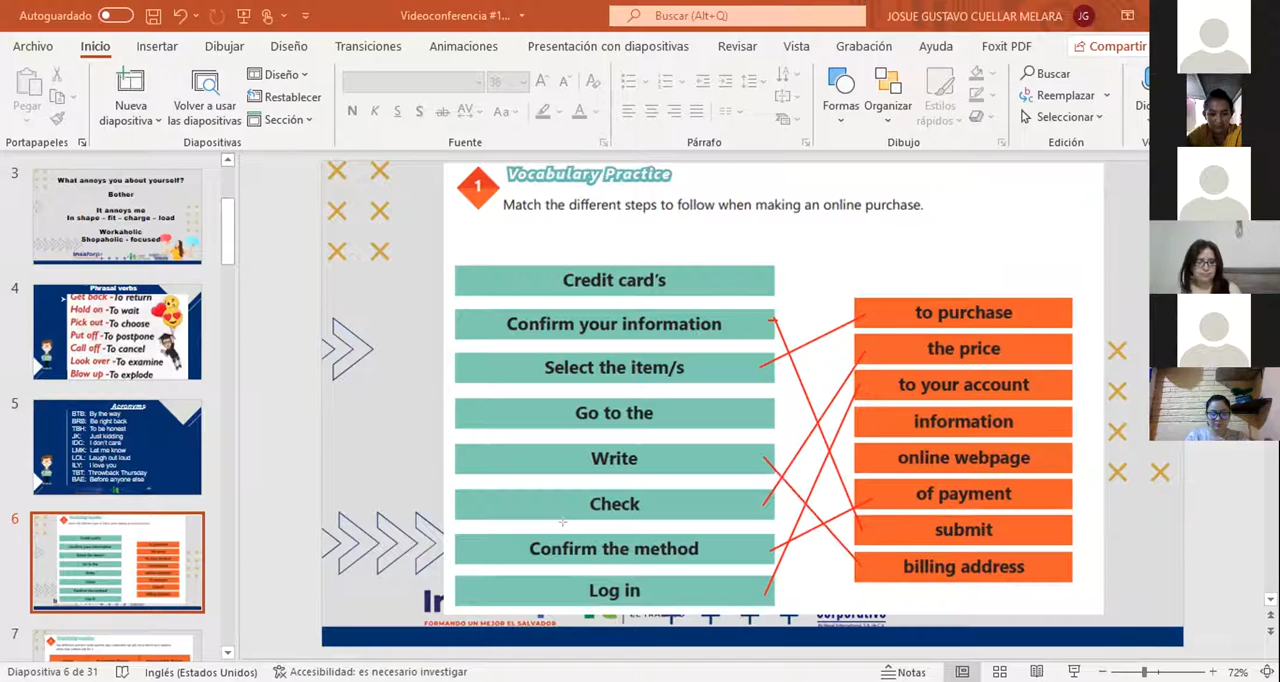 Autoguardado
Videoconferencia #1...
Buscar (Alt+Q)
JOSUE GUSTAVO CUELLAR MELARA
JG
Archivo
Inicio
Insertar
Dibujar
Diseño
Transiciones
Animaciones
Presentación con diapositivas
Revisar
Vista
Grabación
Ayuda
Foxit PDF
Compartir
Pegar
Nueva diapositiva
Volver a usar las diapositivas
Diseño
Restablecer
Sección
38
N K S S ab AV Aa
Formas
Organizar
Estilos rápidos
Buscar
Reemplazar
Seleccionar
Portapapeles
Diapositivas
Fuente
Párrafo
Dibujo
Edición
3
What annoys you about yourself?
Bother
It annoys me
In shape – fit – charge – load
Workaholic
Shopaholic - focused
4
Phrasal verbs
Get back -To return
Hold on -To wait
Pick out -To choose
Put off -To postpone
Call off -To cancel
Look over -To examine
Blow up -To explode
5
Acronyms
BTB: By the way
BRB: Be right back
TBH: To be honest
JK: Just kidding
IDC: I don't care
LMK: Let me know
LOL: Laugh out loud
ILY: I love you
TBT: Throwback Thursday
BAE: Before anyone else
6
7
1
Vocabulary Practice
Match the different steps to follow when making an online purchase.
Credit card's
Confirm your information
Select the item/s
Go to the
Write
Check
Confirm the method
Log in
to purchase
the price
to your account
information
online webpage
of payment
submit
billing address
FORMANDO UN MEJOR EL SALVADOR
Diapositiva 6 de 31
Inglés (Estados Unidos)
Accesibilidad: es necesario investigar
Notas
72%